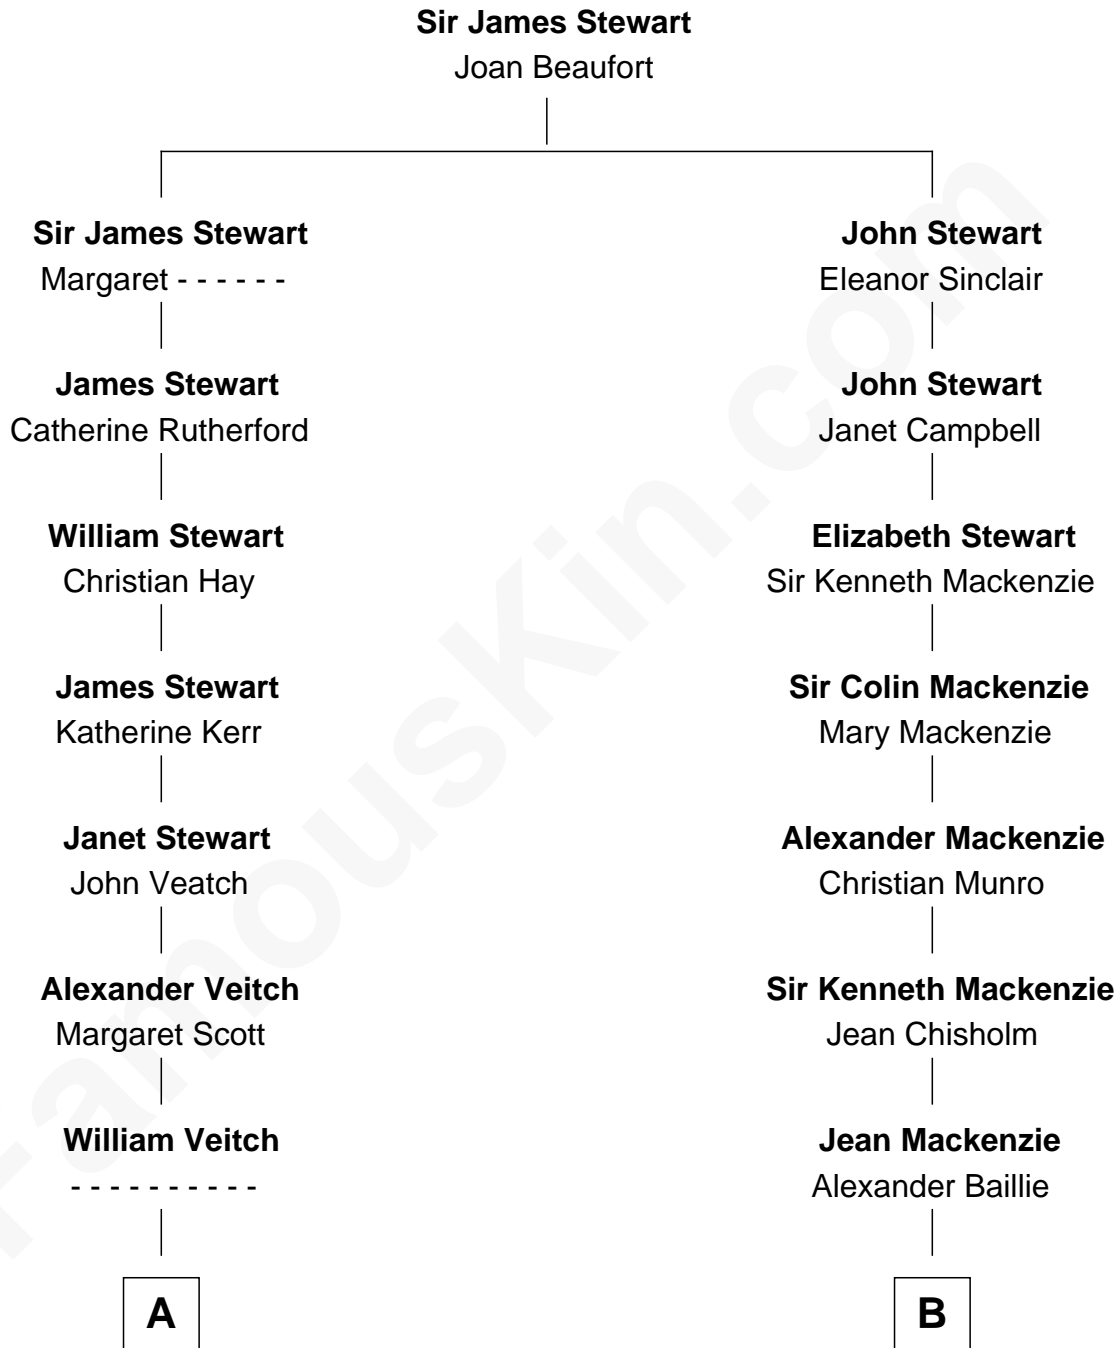 Sir James Stewart
Joan Beaufort
Sir James Stewart
Margaret - - - - - -
James Stewart
Catherine Rutherford
William Stewart
Christian Hay
James Stewart
Katherine Kerr
Janet Stewart
John Veatch
Alexander Veitch
Margaret Scott
William Veitch
- - - - - - - - - -
A
John Stewart
Eleanor Sinclair
John Stewart
Janet Campbell
Elizabeth Stewart
Sir Kenneth Mackenzie
Sir Colin Mackenzie
Mary Mackenzie
Alexander Mackenzie
Christian Munro
Sir Kenneth Mackenzie
Jean Chisholm
Jean Mackenzie
Alexander Baillie
B
FamousKin.com